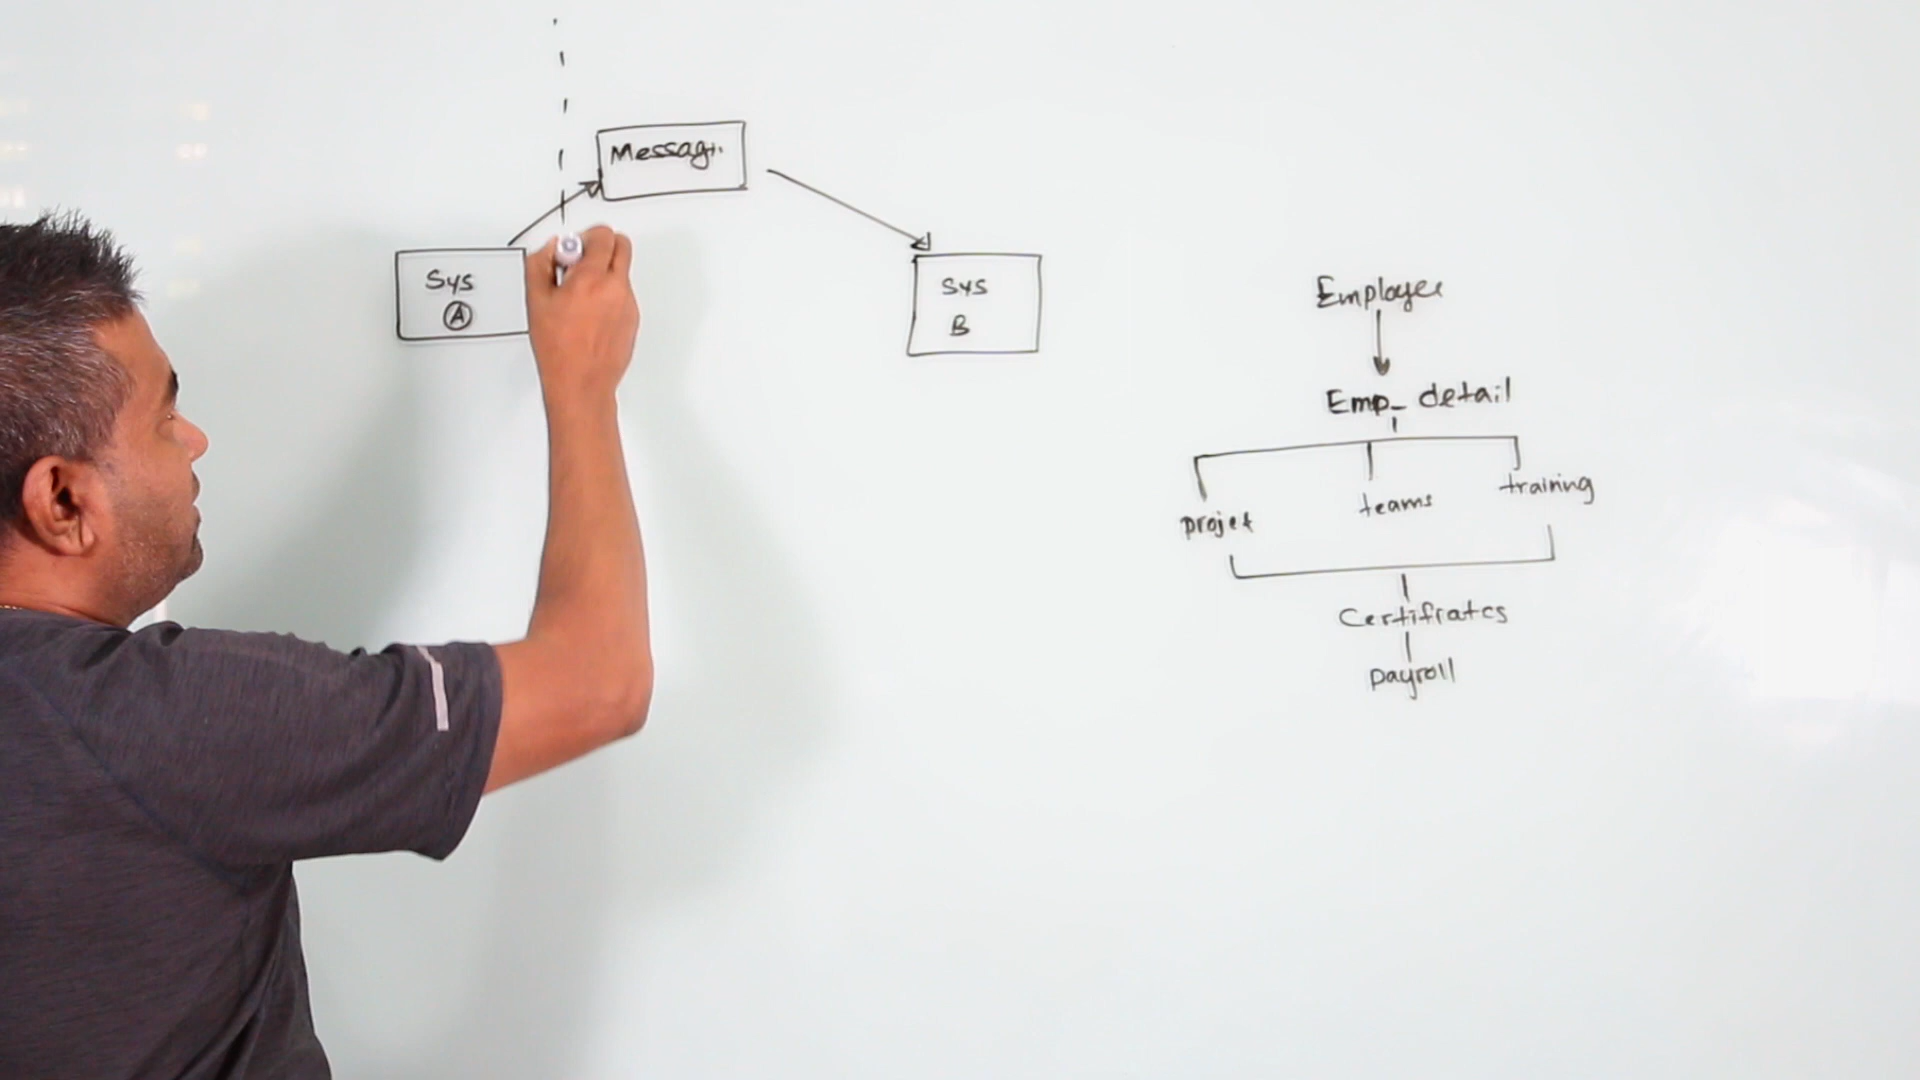 Messagi.
Sys
A
Sys
B
Employee
Emp_ detail
projet
teams
training
Certifrates
payroll